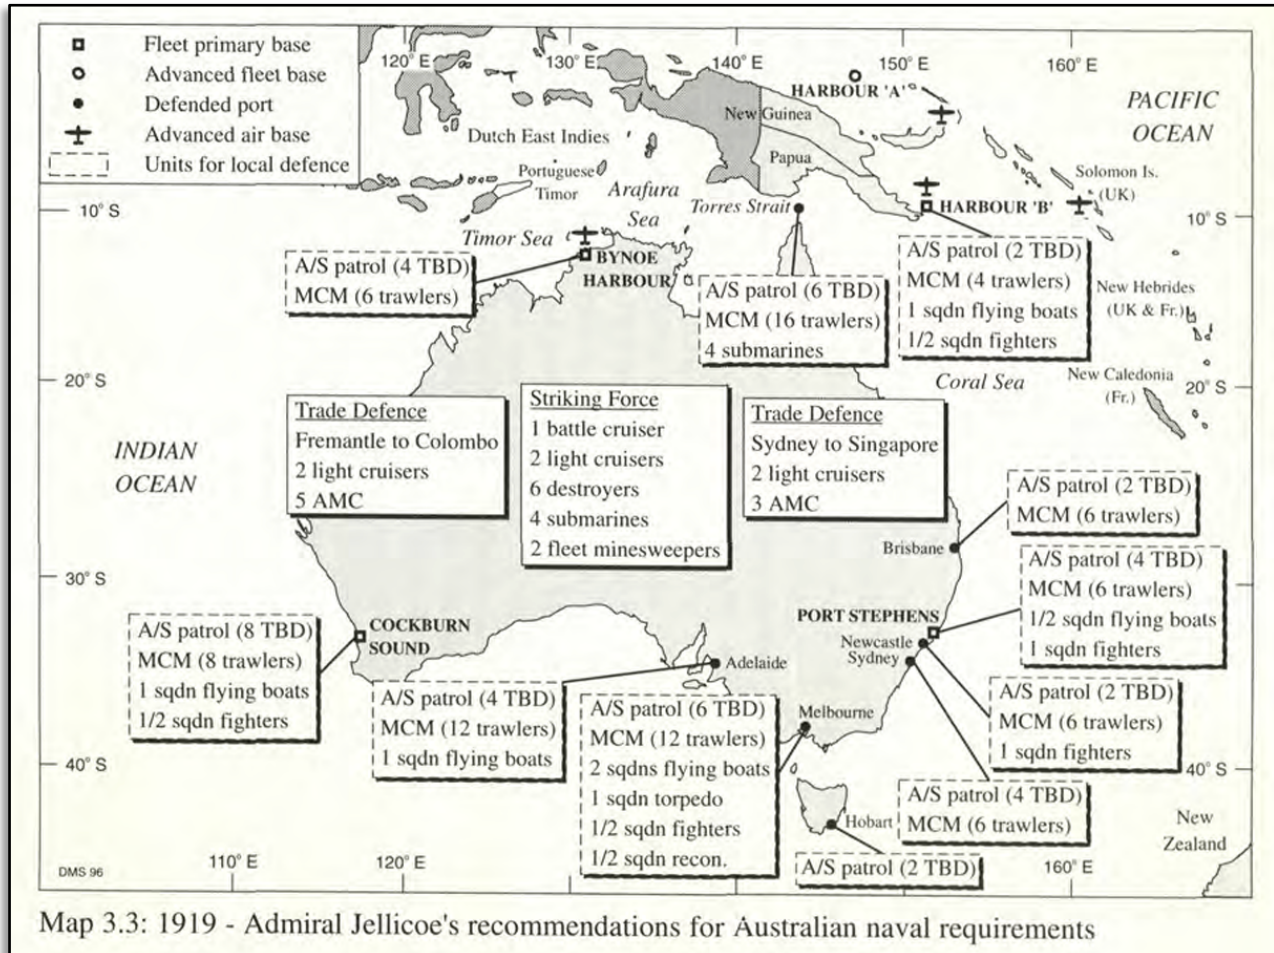 Fleet primary base
Advanced fleet base
Defended port
Advanced air base
Units for local defence
120° E
130° E
140° E
150° E
160° E
HARBOUR 'A'
PACIFIC
OCEAN
New Guinea
Dutch East Indies
Papua
Portuguese
Timor
Arafura
Sea
Solomon Is.
(UK)
10° S
Torres Strait
HARBOUR 'B'
10° S
Timor Sea
BYNOE
HARBOUR
A/S patrol (4 TBD)
MCM (6 trawlers)
A/S patrol (6 TBD)
MCM (16 trawlers)
4 submarines
A/S patrol (2 TBD)
MCM (4 trawlers)
1 sqdn flying boats
1/2 sqdn fighters
New Hebrides
(UK & Fr.)
20° S
Coral Sea
New Caledonia
(Fr.)
20° S
INDIAN
OCEAN
Trade Defence
Fremantle to Colombo
2 light cruisers
5 AMC
Striking Force
1 battle cruiser
2 light cruisers
6 destroyers
4 submarines
2 fleet minesweepers
Trade Defence
Sydney to Singapore
2 light cruisers
3 AMC
A/S patrol (2 TBD)
MCM (6 trawlers)
Brisbane
30° S
A/S patrol (4 TBD)
MCM (6 trawlers)
1/2 sqdn flying boats
1 sqdn fighters
PORT STEPHENS
Newcastle
Sydney
COCKBURN
SOUND
A/S patrol (8 TBD)
MCM (8 trawlers)
1 sqdn flying boats
1/2 sqdn fighters
Adelaide
A/S patrol (4 TBD)
MCM (12 trawlers)
1 sqdn flying boats
A/S patrol (6 TBD)
MCM (12 trawlers)
2 sqdns flying boats
1 sqdn torpedo
1/2 sqdn fighters
1/2 sqdn recon.
Melbourne
A/S patrol (2 TBD)
MCM (6 trawlers)
1 sqdn fighters
40° S
40° S
A/S patrol (4 TBD)
MCM (6 trawlers)
Hobart
A/S patrol (2 TBD)
New
Zealand
DMS 96
110° E
120° E
160° E
Map 3.3: 1919 - Admiral Jellicoe's recommendations for Australian naval requirements